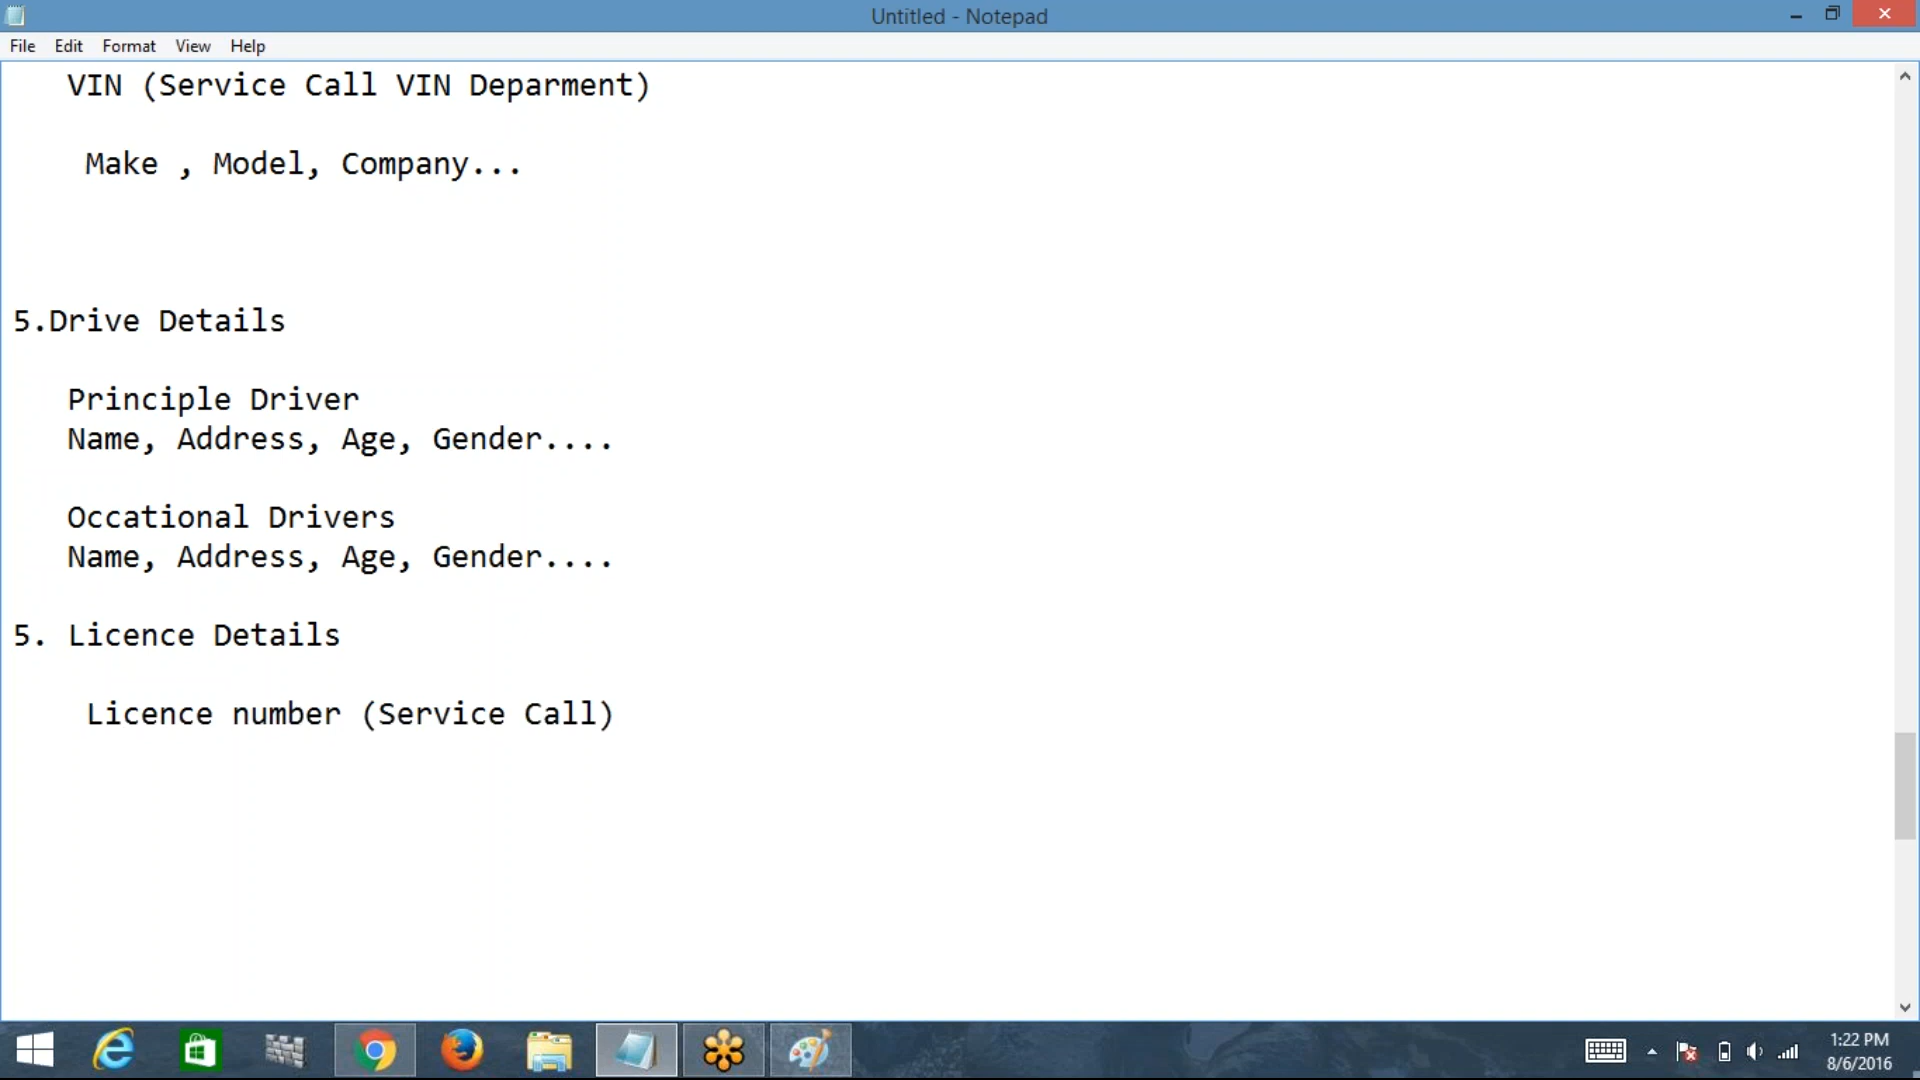 Untitled - Notepad
File Edit Format View Help
VIN (Service Call VIN Deparment)
Make , Model, Company...
5.Drive Details
Principle Driver
Name, Address, Age, Gender....
Occational Drivers
Name, Address, Age, Gender....
5. Licence Details
Licence number (Service Call)
1:22 PM
8/6/2016